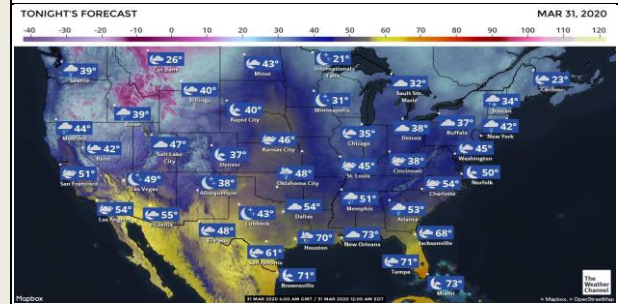 TONIGHT'S FORECAST
MAR 31, 2020
-40 -30 -20 -10 0 10 20 30 40 50 60 70 80 90 100 110 120
39°
Seattle
26°
Cut Bank
43°
Minot
21°
International
Falls
32°
Sault Ste.
Marie
23°
Caribou
40°
Billings
39°
Boise
40°
Rapid City
31°
Minneapolis
37°
Buffalo
34°
Boston
44°
Medford
42°
Reno
47°
Salt Lake
City
37°
Denver
46°
Kansas City
35°
Chicago
38°
Detroit
42°
New York
45°
Washington
51°
San Francisco
49°
Las Vegas
38°
Albuquerque
48°
Oklahoma City
45°
St. Louis
38°
Cincinnati
50°
Norfolk
54°
Charlotte
54°
Los Angeles
55°
Phoenix
43°
Lubbock
54°
Dallas
51°
Memphis
53°
Atlanta
48°
El Paso
61°
San Antonio
70°
Houston
73°
New Orleans
68°
Jacksonville
71°
Brownsville
71°
Tampa
73°
Miami
The
Weather
Channel
Mapbox
31 MAR 2020 4:00 AM GMT / 31 MAR 2020 12:00 AM EDT
© Mapbox, © OpenStreetMap